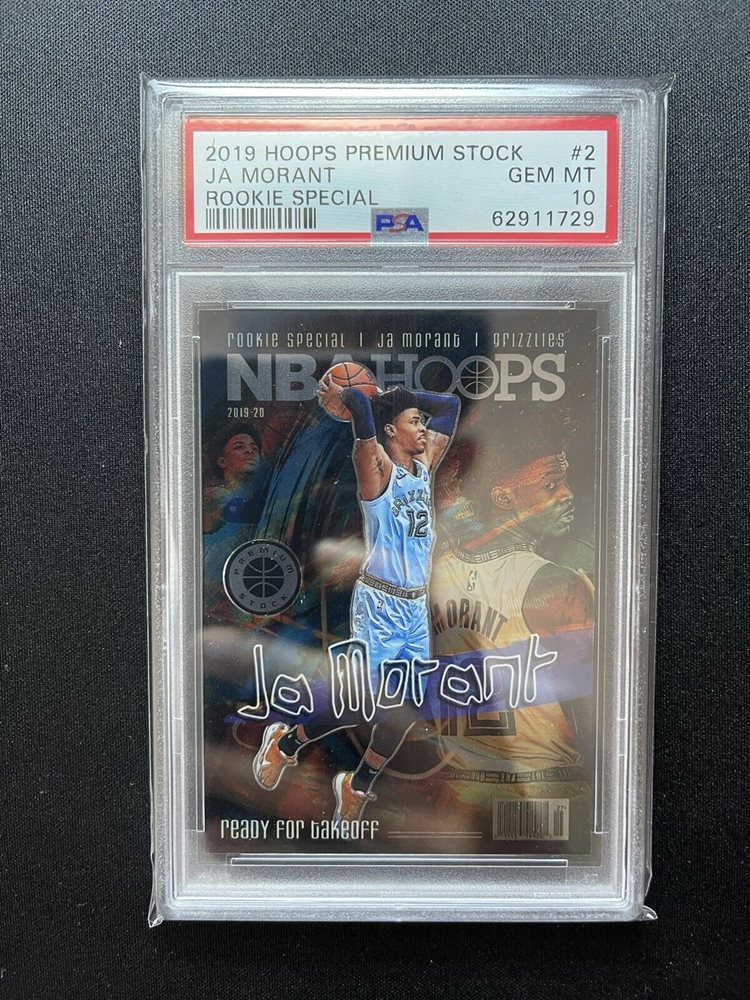 2019 HOOPS PREMIUM STOCK #2
JA MORANT GEM MT
ROOKIE SPECIAL 10
PSA 62911729
rookie special | Ja morant | grizzlies
NBA HOOPS
2019-20
GRIZZLIES
12
PREMIUM
STOCK
MORANT
Ja Morant
ready for takeoff